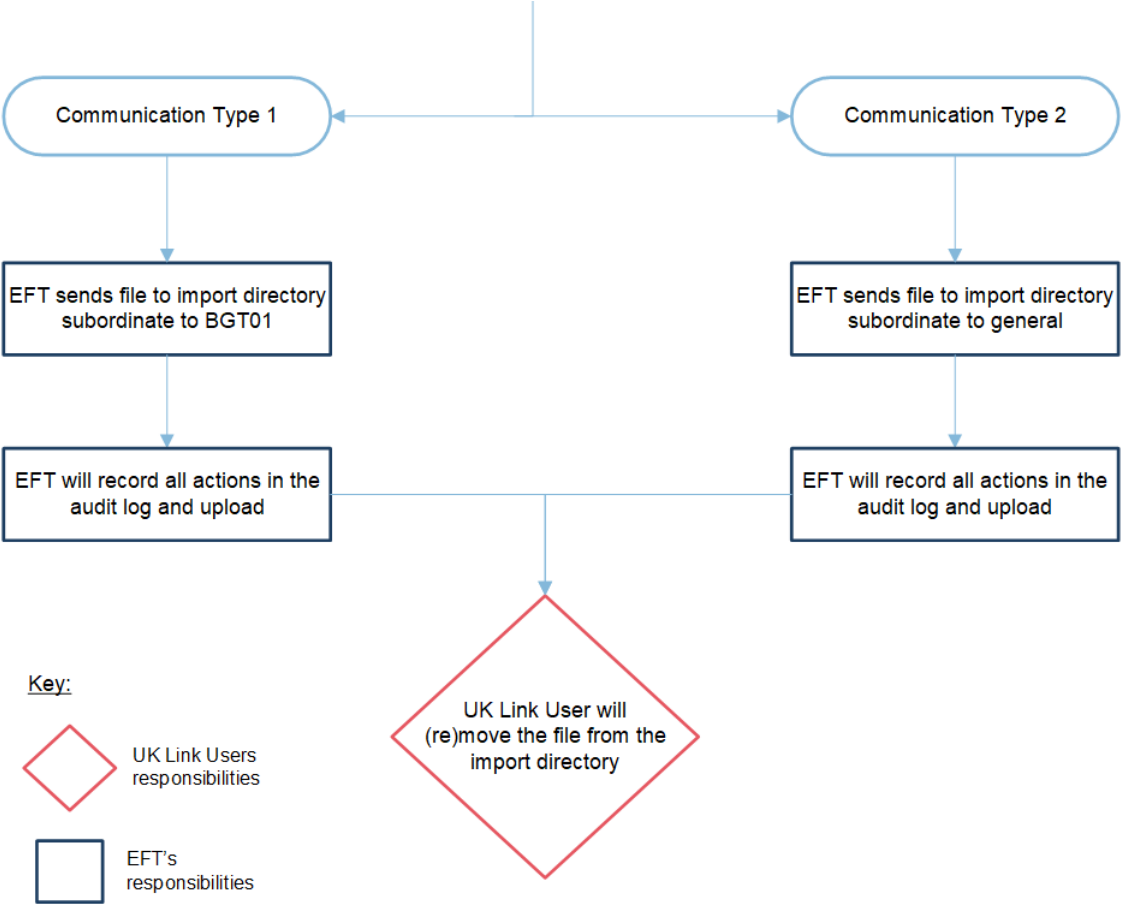 Communication Type 1
Communication Type 2
EFT sends file to import directory
subordinate to BGT01
EFT sends file to import directory
subordinate to general
EFT will record all actions in the
audit log and upload
EFT will record all actions in the
audit log and upload
UK Link User will
(re)move the file from the
import directory
Key:
UK Link Users
responsibilities
EFT’s
responsibilities